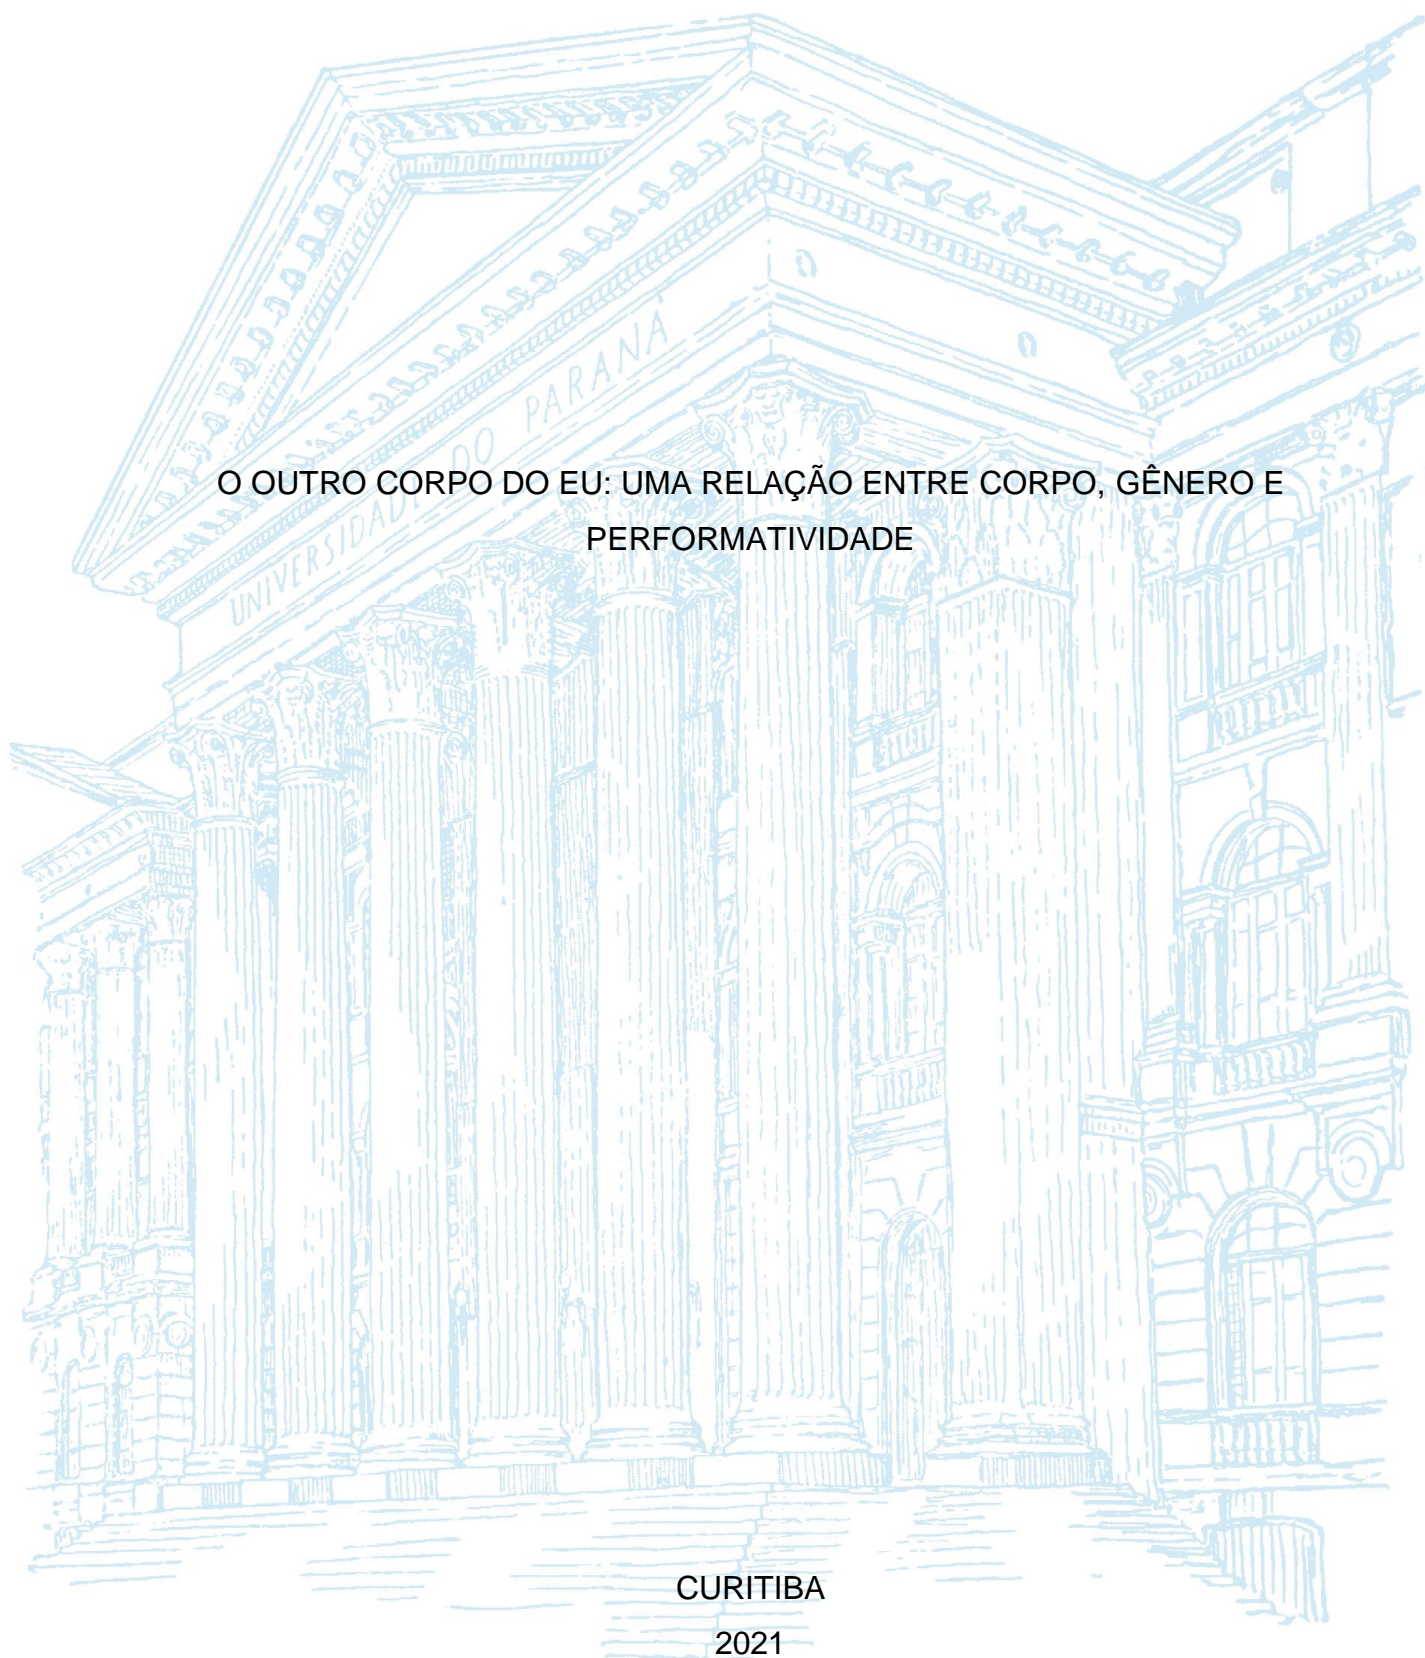 UNIVERSIDADE DO PARANÁ
O OUTRO CORPO DO EU: UMA RELAÇÃO ENTRE CORPO, GÊNERO E
PERFORMATIVIDADE
CURITIBA
2021